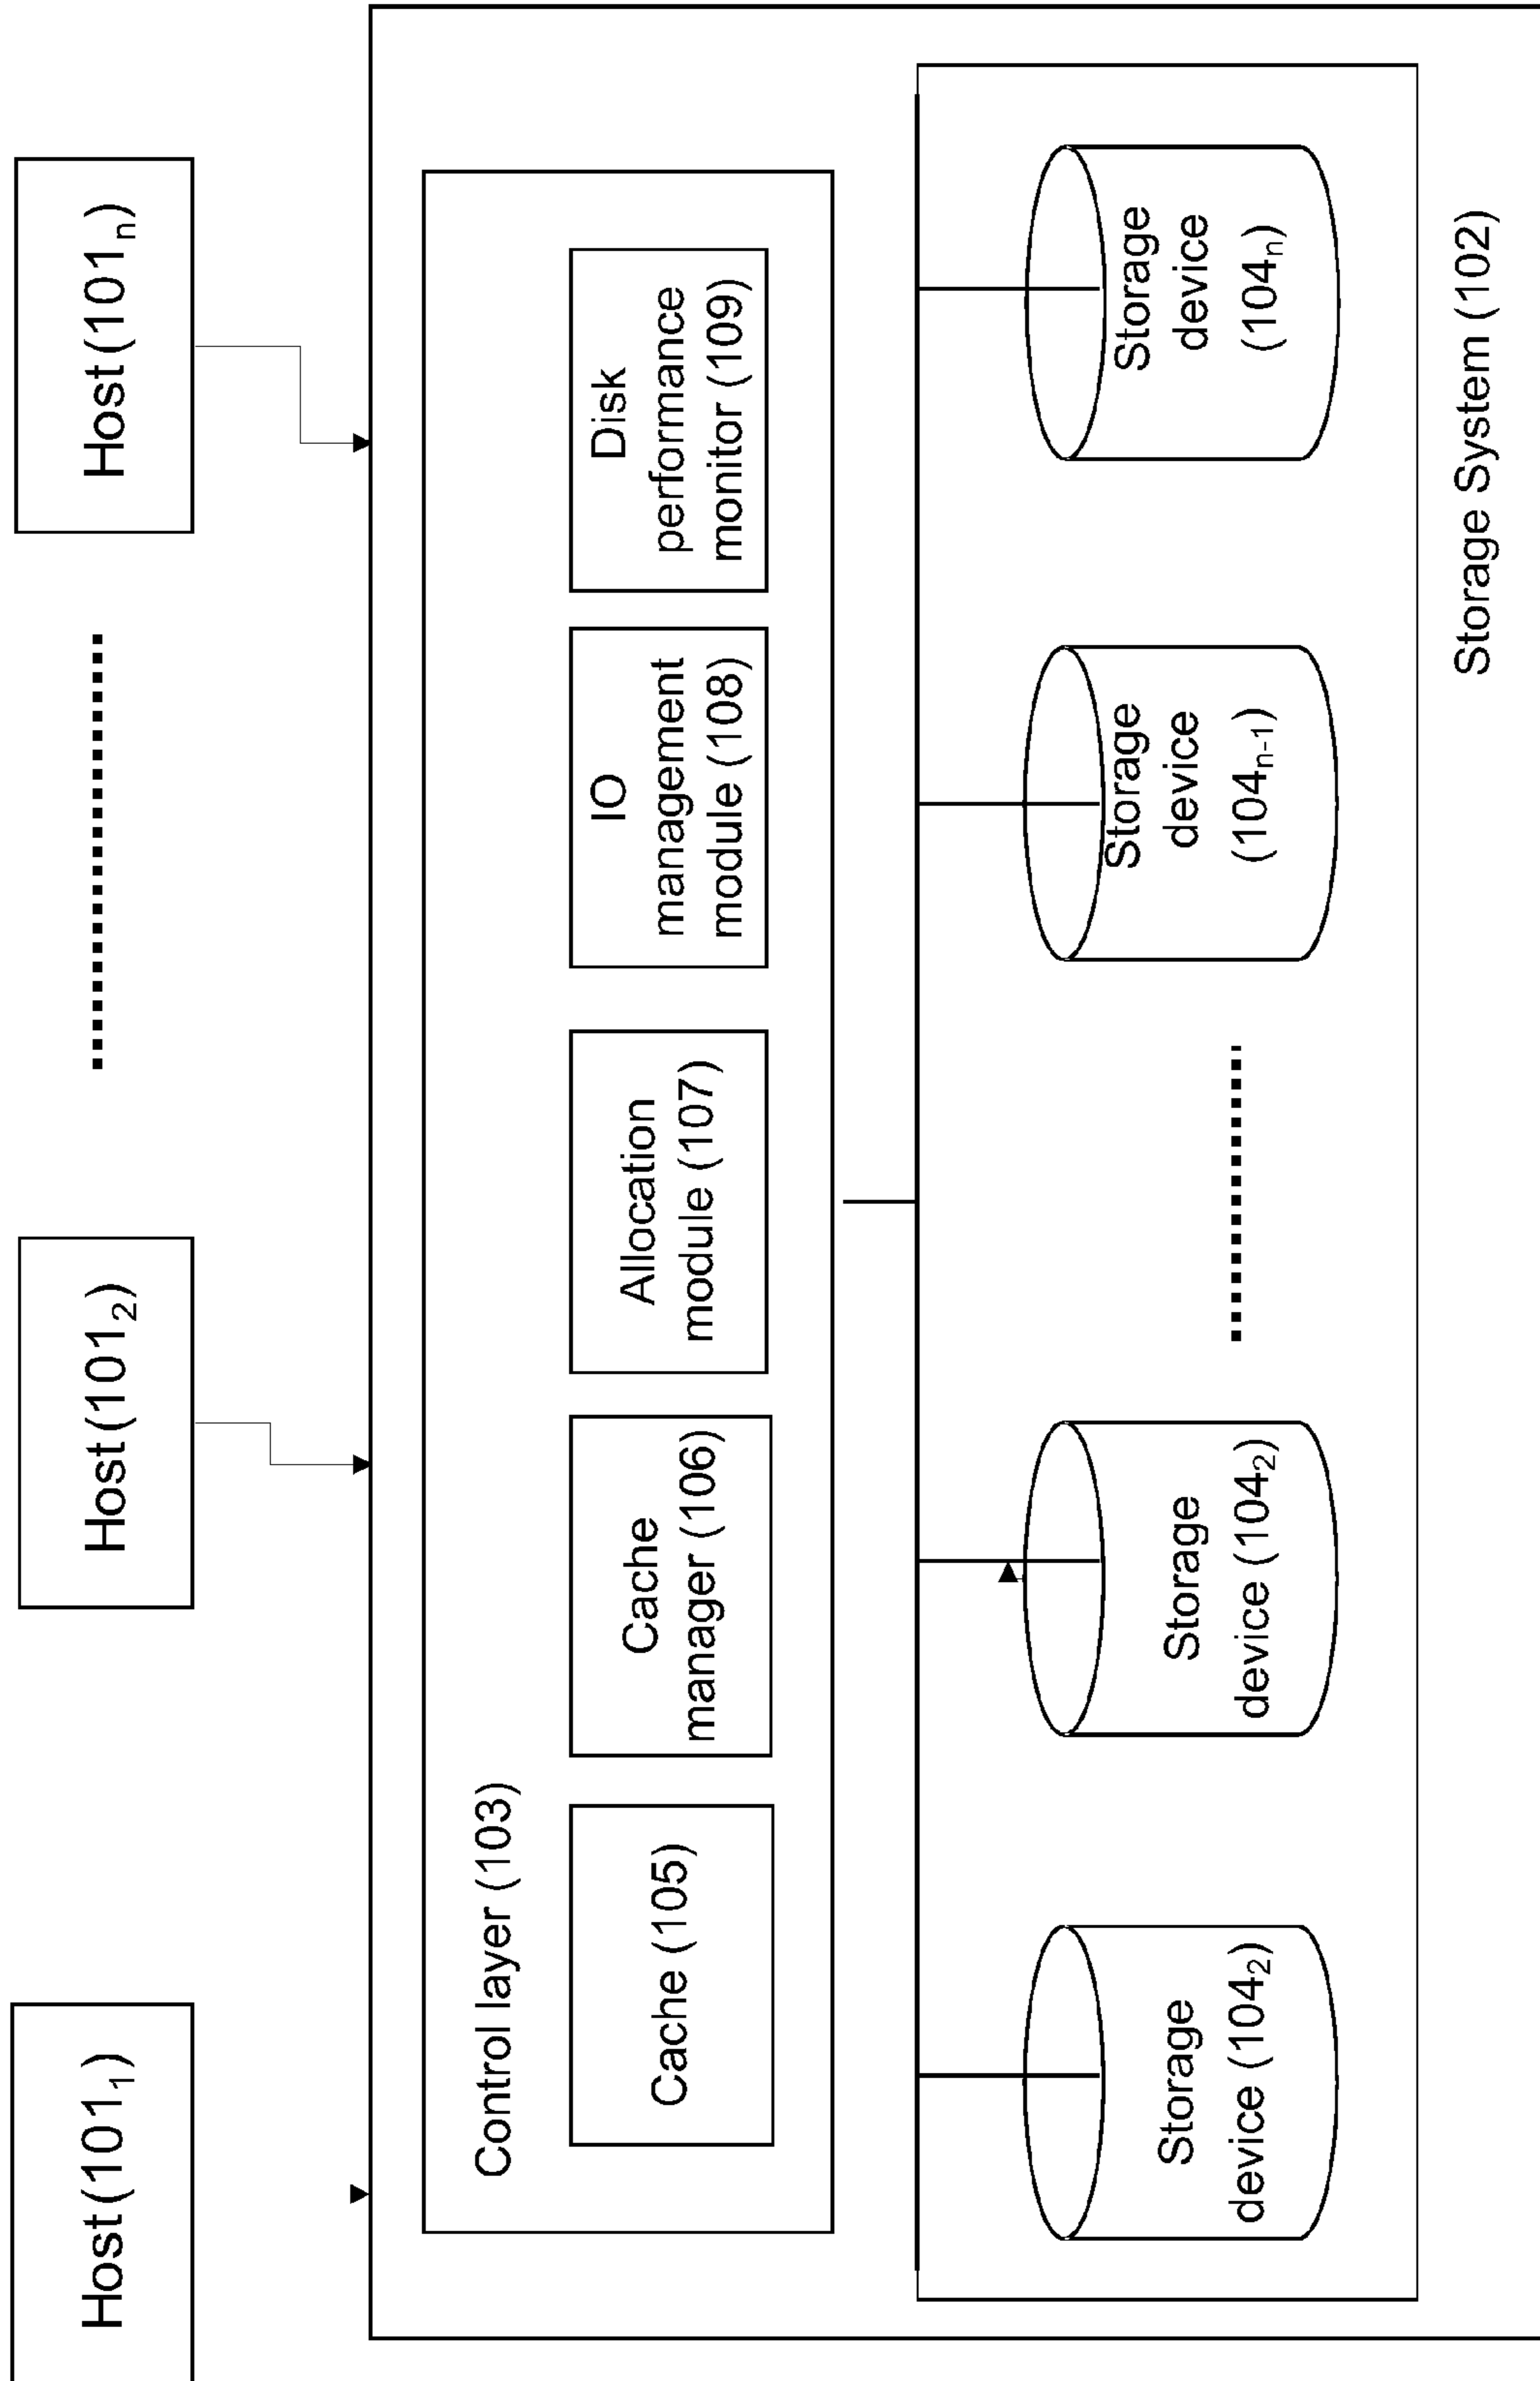 Host (101₁)
Host (101₂)
Host (101ₙ)
Control layer (103)
Cache (105)
Cache
manager (106)
Allocation
module (107)
IO
management
module (108)
Disk
performance
monitor (109)
Storage
device (104₂)
Storage
device (104₂)
Storage
device
(104ₙ₋₁)
Storage
device
(104ₙ)
Storage System (102)